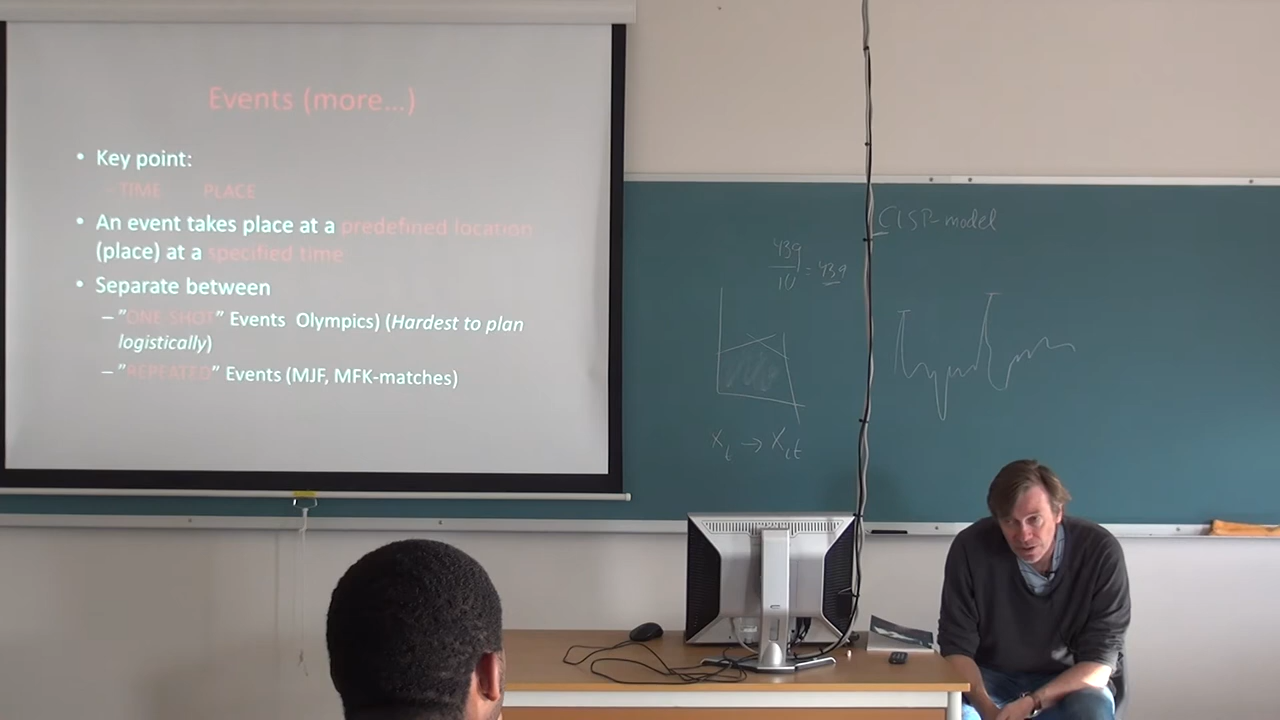 Events (more...)
• Key point:
– TIME PLACE
• An event takes place at a predefined location
(place) at a specified time
• Separate between
– "ONE-SHOT" Events Olympics) (Hardest to plan
logistically)
– "REPEATED" Events (MJF, MFK-matches)
CISP-model
439
10 = 43.9
X_i → X_it